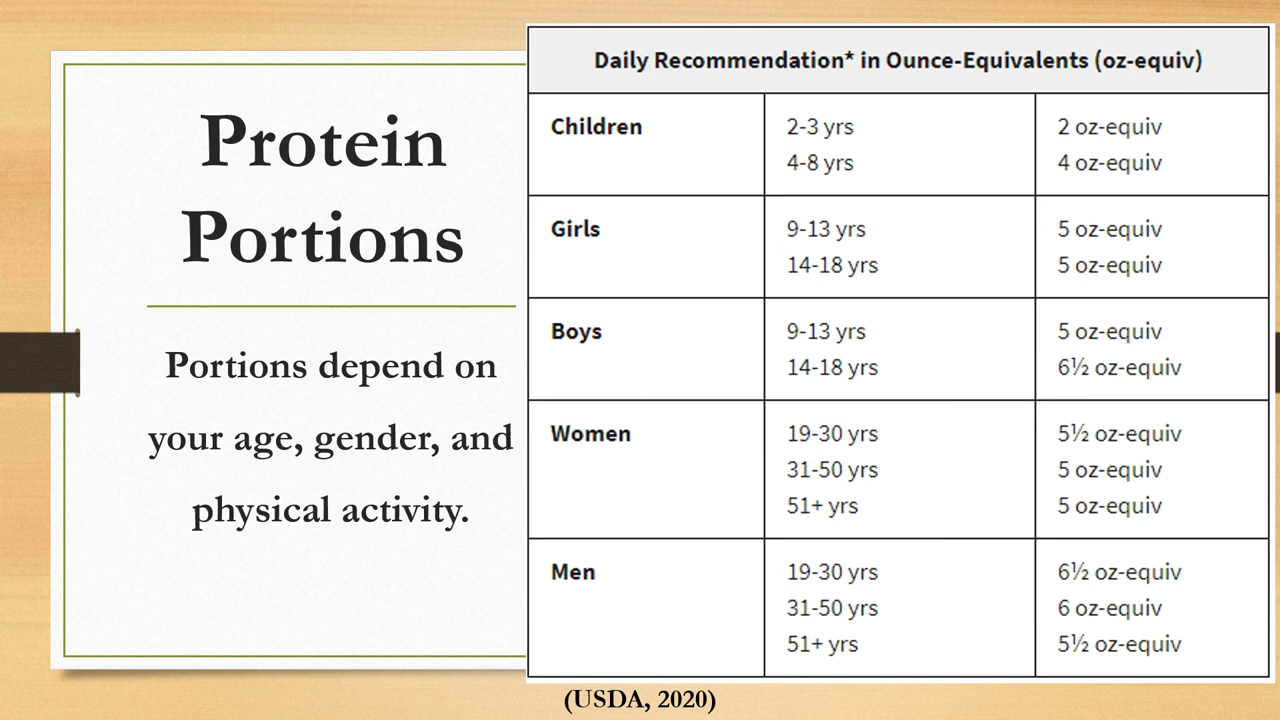 Protein
Portions
Portions depend on
your age, gender, and
physical activity.
Daily Recommendation* in Ounce-Equivalents (oz-equiv)
Children 2-3 yrs 2 oz-equiv
4-8 yrs 4 oz-equiv
Girls 9-13 yrs 5 oz-equiv
14-18 yrs 5 oz-equiv
Boys 9-13 yrs 5 oz-equiv
14-18 yrs 6½ oz-equiv
Women 19-30 yrs 5½ oz-equiv
31-50 yrs 5 oz-equiv
51+ yrs 5 oz-equiv
Men 19-30 yrs 6½ oz-equiv
31-50 yrs 6 oz-equiv
51+ yrs 5½ oz-equiv
(USDA, 2020)